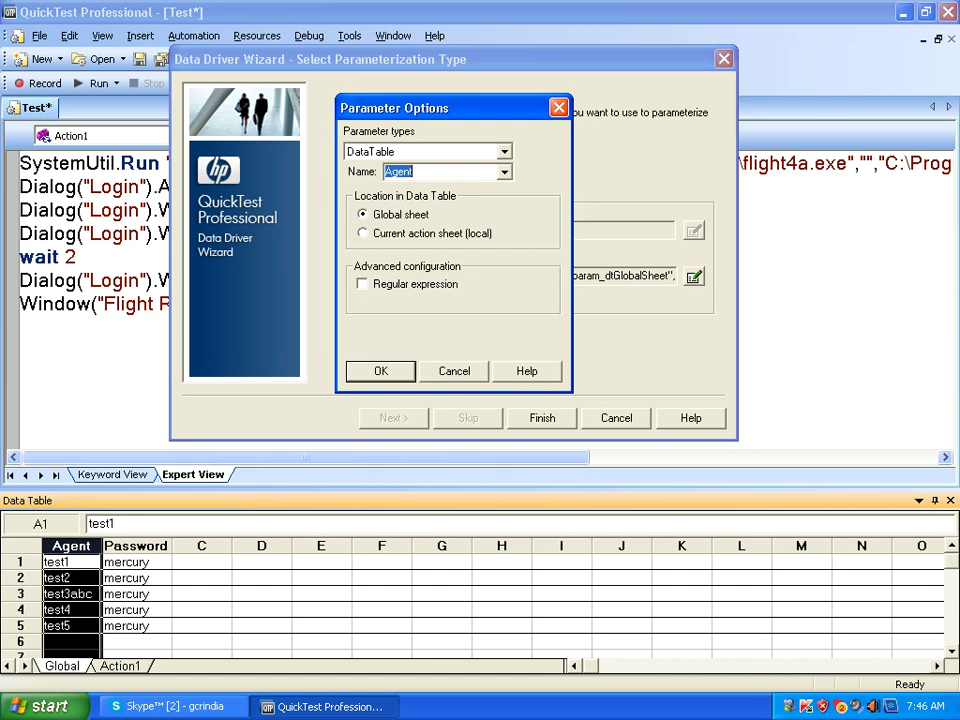 QuickTest Professional - [Test*]
File Edit View Insert Automation Resources Debug Tools Window Help
New Open
Record Run Stop
Test*
Action1
SystemUtil.Run "
\flight4a.exe","","C:\Prog
Dialog("Login").A
Dialog("Login").W
Dialog("Login").W
wait 2
Dialog("Login").W
Window("Flight R
Data Driver Wizard - Select Parameterization Type
hp
QuickTest
Professional
Data Driver
Wizard
you want to use to parameterize
param_dtGlobalSheet",
Next > Skip Finish Cancel Help
Parameter Options
Parameter types
DataTable
Name: Agent
Location in Data Table
Global sheet
Current action sheet (local)
Advanced configuration
Regular expression
OK Cancel Help
Keyword View Expert View
Data Table
A1 test1
Agent Password C D E F G H I J K L M N O
1 test1 mercury
2 test2 mercury
3 test3abc mercury
4 test4 mercury
5 test5 mercury
6
7
Global Action1
Ready
start Skype™ [2] - gcrindia QuickTest Profession... 7:46 AM